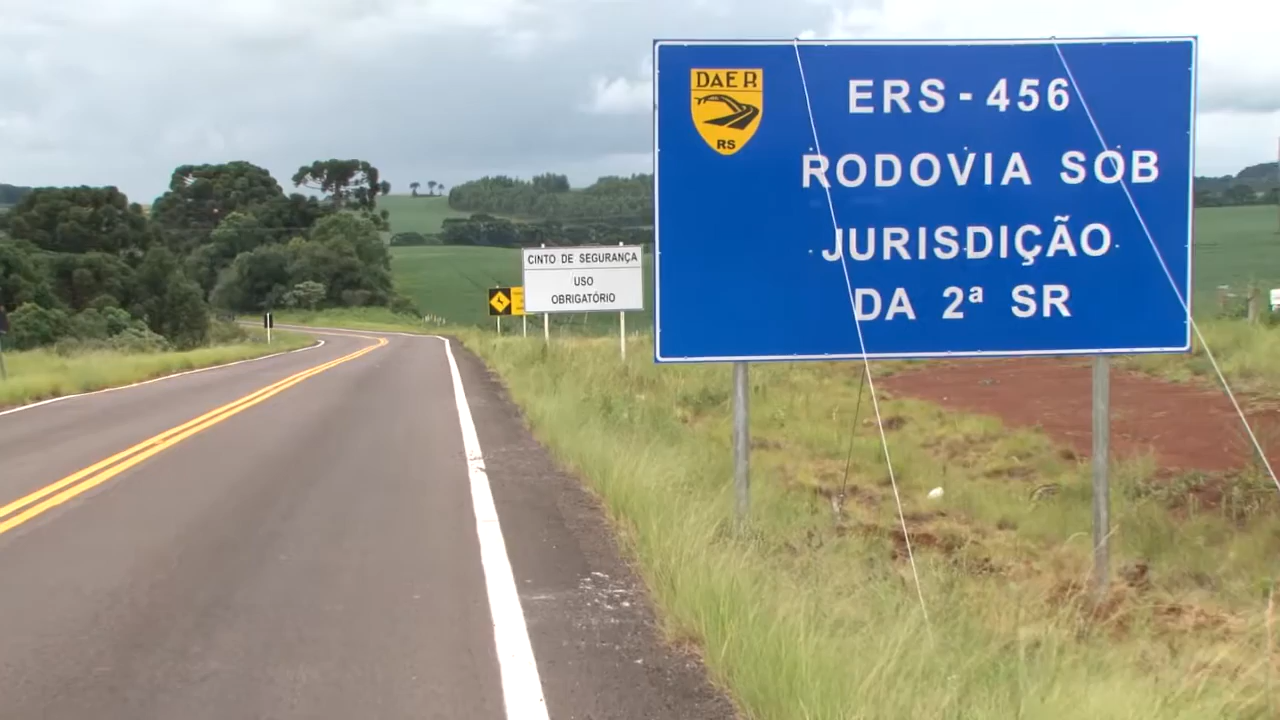 DAER
RS
ERS - 456
RODOVIA SOB
JURISDIÇÃO
DA 2ª SR
CINTO DE SEGURANÇA
USO
OBRIGATÓRIO